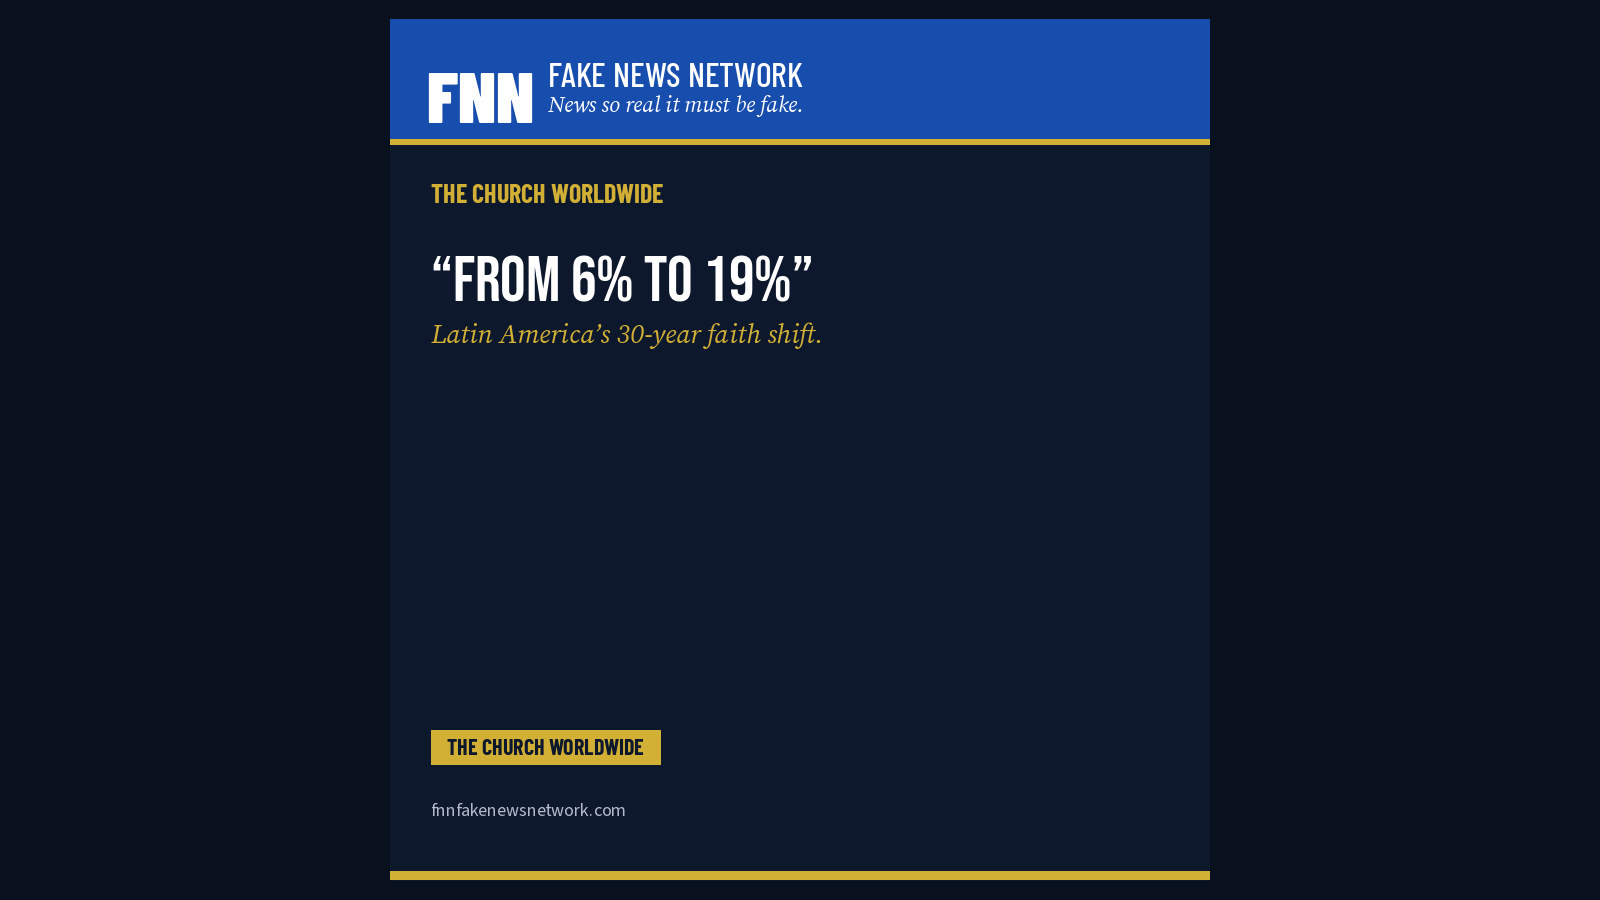 FNN
FAKE NEWS NETWORK
News so real it must be fake.
THE CHURCH WORLDWIDE
“FROM 6% TO 19%”
Latin America’s 30-year faith shift.
THE CHURCH WORLDWIDE
fnnfakenewsnetwork.com